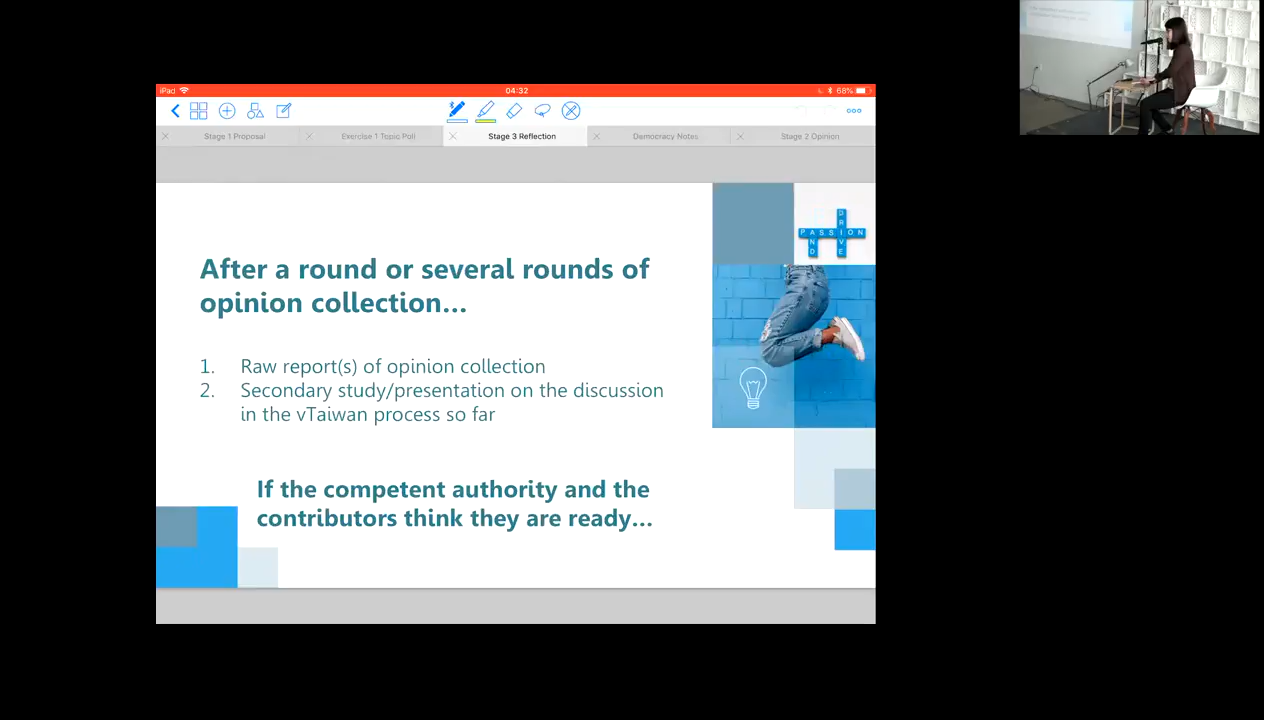 iPad
04:32
68%
Stage 1 Proposal
Exercise 1 Topic Poll
Stage 3 Reflection
Democracy Notes
Stage 2 Opinion
After a round or several rounds of
opinion collection...
1. Raw report(s) of opinion collection
2. Secondary study/presentation on the discussion
in the vTaiwan process so far
If the competent authority and the
contributors think they are ready...
PASSION
AND
DRIVE